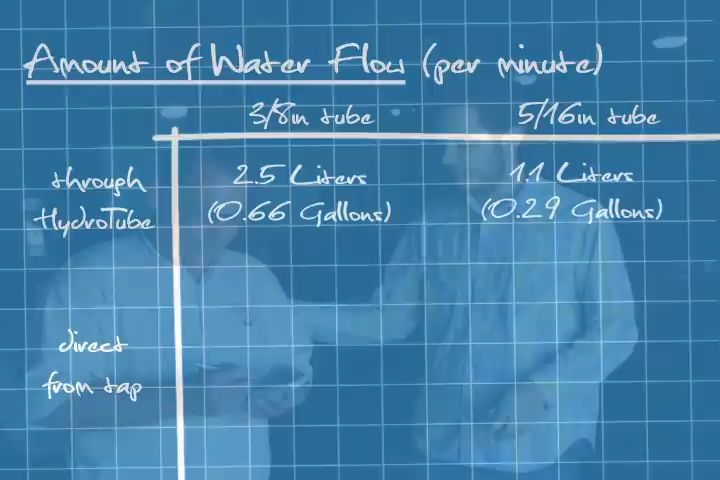 Amount of Water Flow (per minute)
3/8in tube 5/16in tube
through 2.5 Liters 1.1 Liters
HydroTube (0.66 Gallons) (0.29 Gallons)
direct
from tap